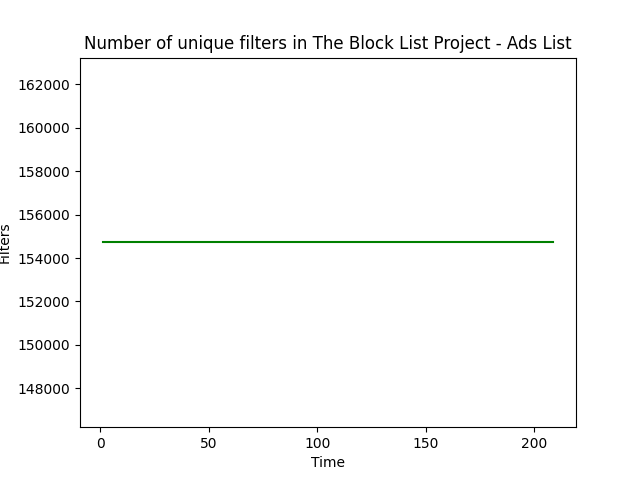 Number of unique filters in The Block List Project - Ads List
162000
160000
158000
156000
154000
152000
150000
148000
Filters
0 50 100 150 200
Time